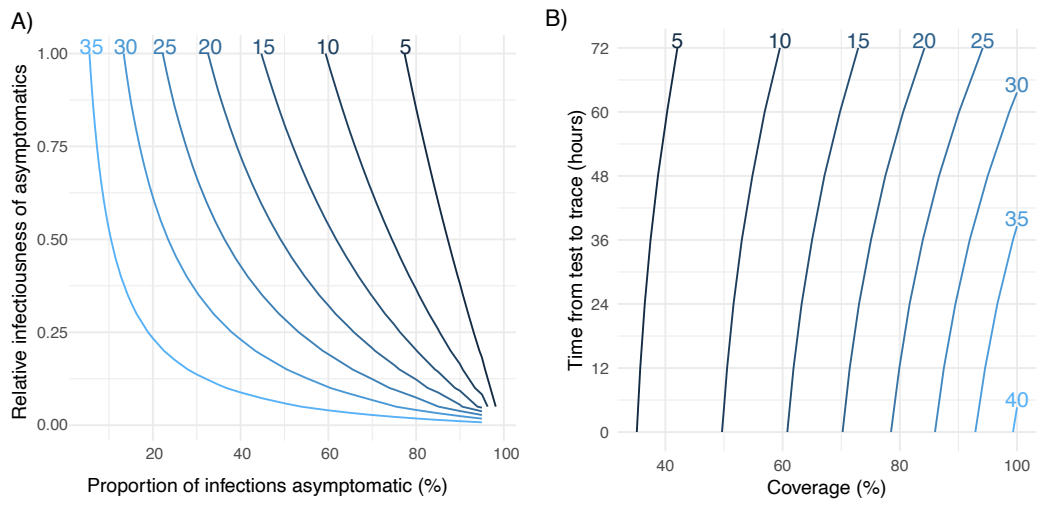 A)
35 30 25 20 15 10 5
1.00
0.75
0.50
0.25
0.00
20 40 60 80 100
Relative infectiousness of asymptomatics
Proportion of infections asymptomatic (%)
B)
5 10 15 20 25
30
35
40
72
60
48
36
24
12
0
40 60 80 100
Time from test to trace (hours)
Coverage (%)